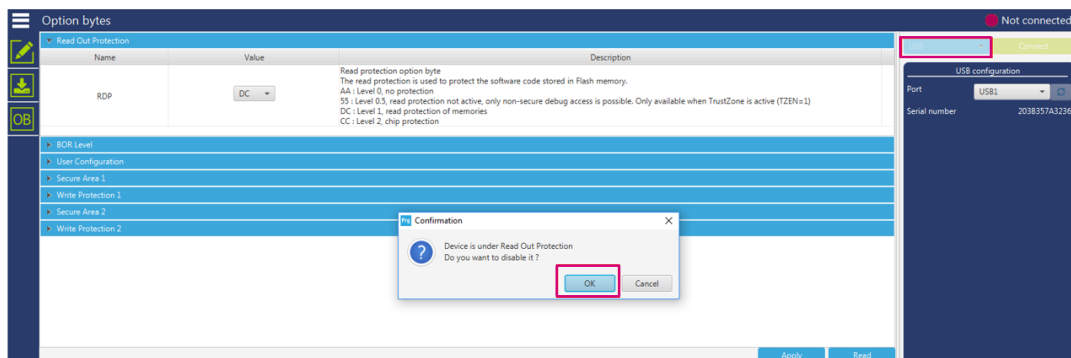 Option bytes
Not connected
Read Out Protection
Name
Value
Description
RDP
DC
Read protection option byte
The read protection is used to protect the software code stored in Flash memory.
AA : Level 0, no protection
55 : Level 0.5, read protection not active, only non-secure debug access is possible. Only available when TrustZone is active (TZEN=1)
DC : Level 1, read protection of memories
CC : Level 2, chip protection
BOR Level
User Configuration
Secure Area 1
Write Protection 1
Secure Area 2
Write Protection 2
OB
USB
Connect
USB configuration
Port
USB1
Serial number
203B357A3236
Prg
Confirmation
Device is under Read Out Protection
Do you want to disable it ?
OK
Cancel
Apply
Read